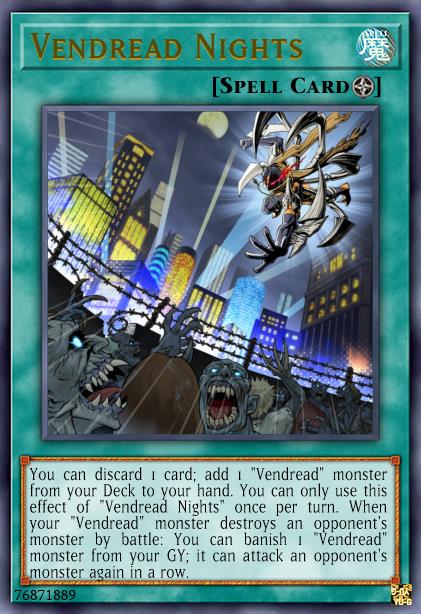 Vendread Nights
魔
SPELL
[Spell Card]
You can discard 1 card; add 1 "Vendread" monster
from your Deck to your hand. You can only use this
effect of "Vendread Nights" once per turn. When
your "Vendread" monster destroys an opponent's
monster by battle: You can banish 1 "Vendread"
monster from your GY; it can attack an opponent's
monster again in a row.
76871889